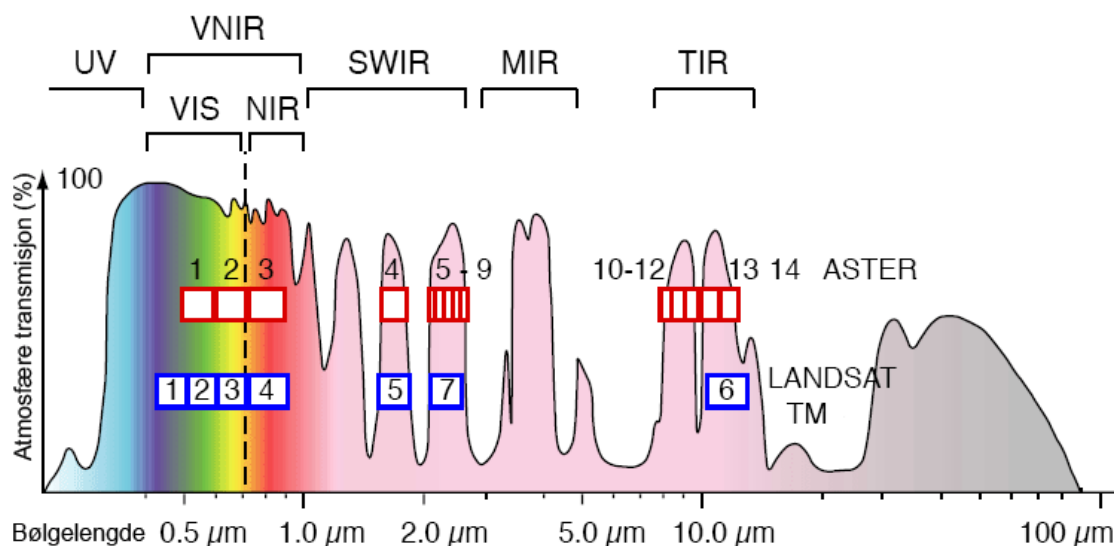 VNIR
UV SWIR MIR TIR
VIS NIR
Atmosfære transmisjon (%)
100
1 2 3 4 5 - 9 10-12 13 14 ASTER
1 2 3 4 5 7 6 LANDSAT
TM
Bølgelengde 0.5 µm 1.0 µm 2.0 µm 5.0 µm 10.0 µm 100 µm